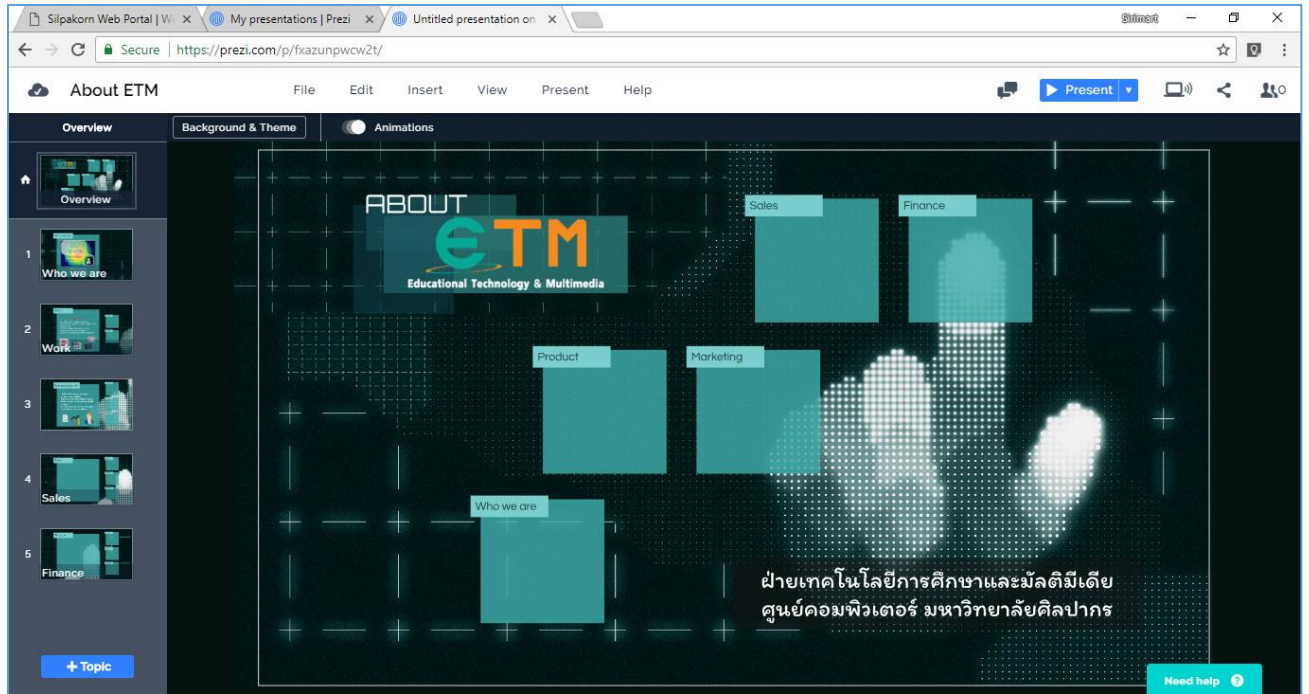 Silpakorn Web Portal | W
My presentations | Prezi
Untitled presentation on
Secure
https://prezi.com/p/fxazunpwcw2t/
About ETM
File
Edit
Insert
View
Present
Help
Present
0
Overview
Background & Theme
Animations
Overview
1
Who we are
2
Work
3
4
Sales
5
Finance
+ Topic
ABOUT
eTM
Educational Technology & Multimedia
Sales
Finance
Product
Marketing
Who we are
ฝ่ายเทคโนโลยีการศึกษาและมัลติมีเดีย
ศูนย์คอมพิวเตอร์ มหาวิทยาลัยศิลปากร
Need help ?